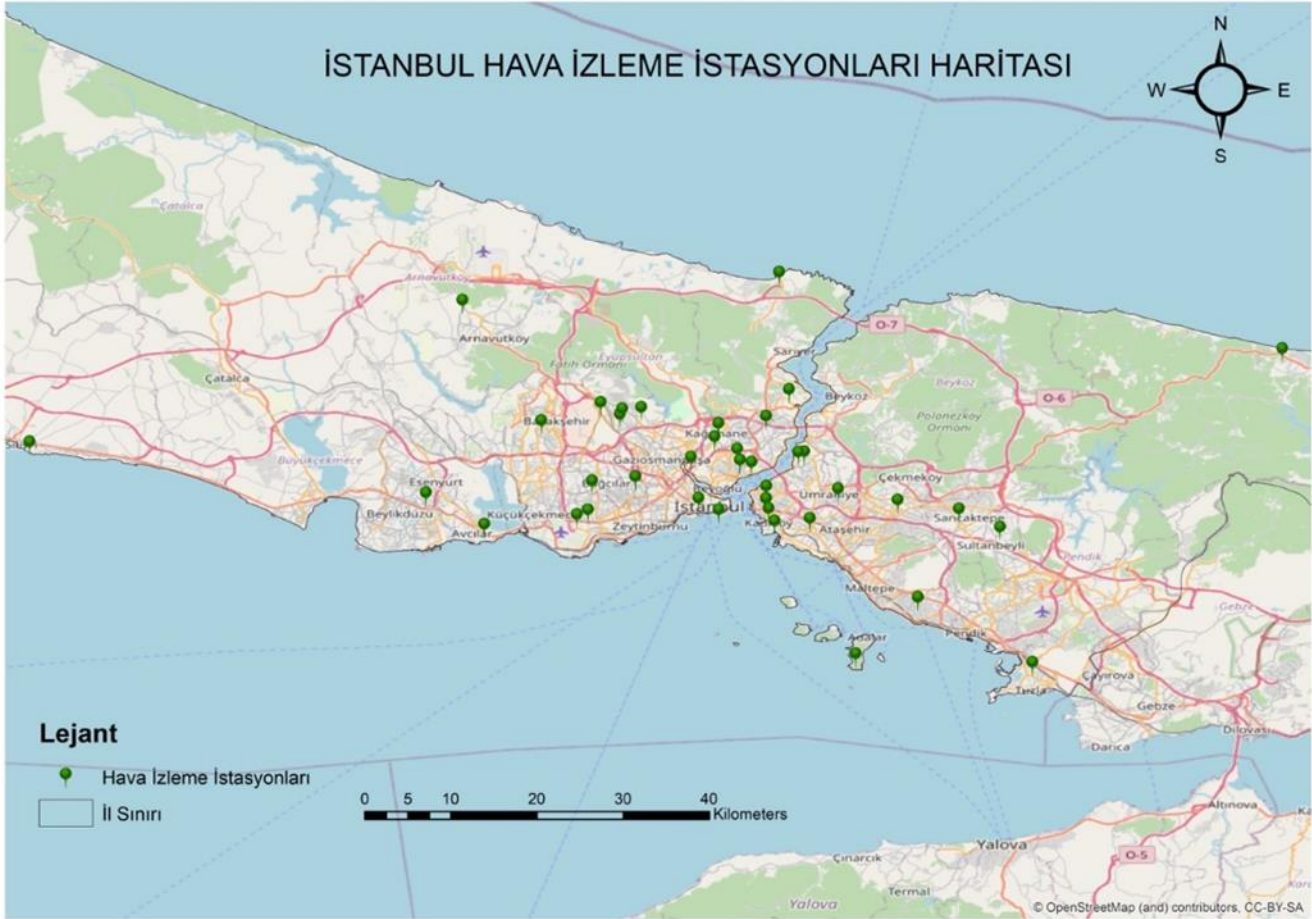 İSTANBUL HAVA İZLEME İSTASYONLARI HARİTASI
N
W
E
S
Çatalca
Arnavutköy
O-7
Arnavutköy
Sarıyer
Eyüpsultan
Fatih Ormanı
Çatalca
Beykoz
Beykoz
O-6
Polonezköy
Ormanı
Başakşehir
Kağıthane
Büyükçekmece
Gaziosmanpaşa
Esenyurt
Bağcılar
Beyoğlu
Ümraniye
Çekmeköy
Beylikdüzü
Küçükçekmece
İstanbul
Sancaktepe
Avcılar
Zeytinburnu
Kadıköy
Ataşehir
Sultanbeyli
Pendik
Maltepe
Gebze
Adalar
Pendik
Tuzla
Çayırova
Gebze
Dilovası
Darıca
Lejant
Hava İzleme İstasyonları
İl Sınırı
0 5 10 20 30 40
Kilometers
Altınova
Yalova
O-5
Çınarcık
Termal
Yalova
© OpenStreetMap (and) contributors, CC-BY-SA